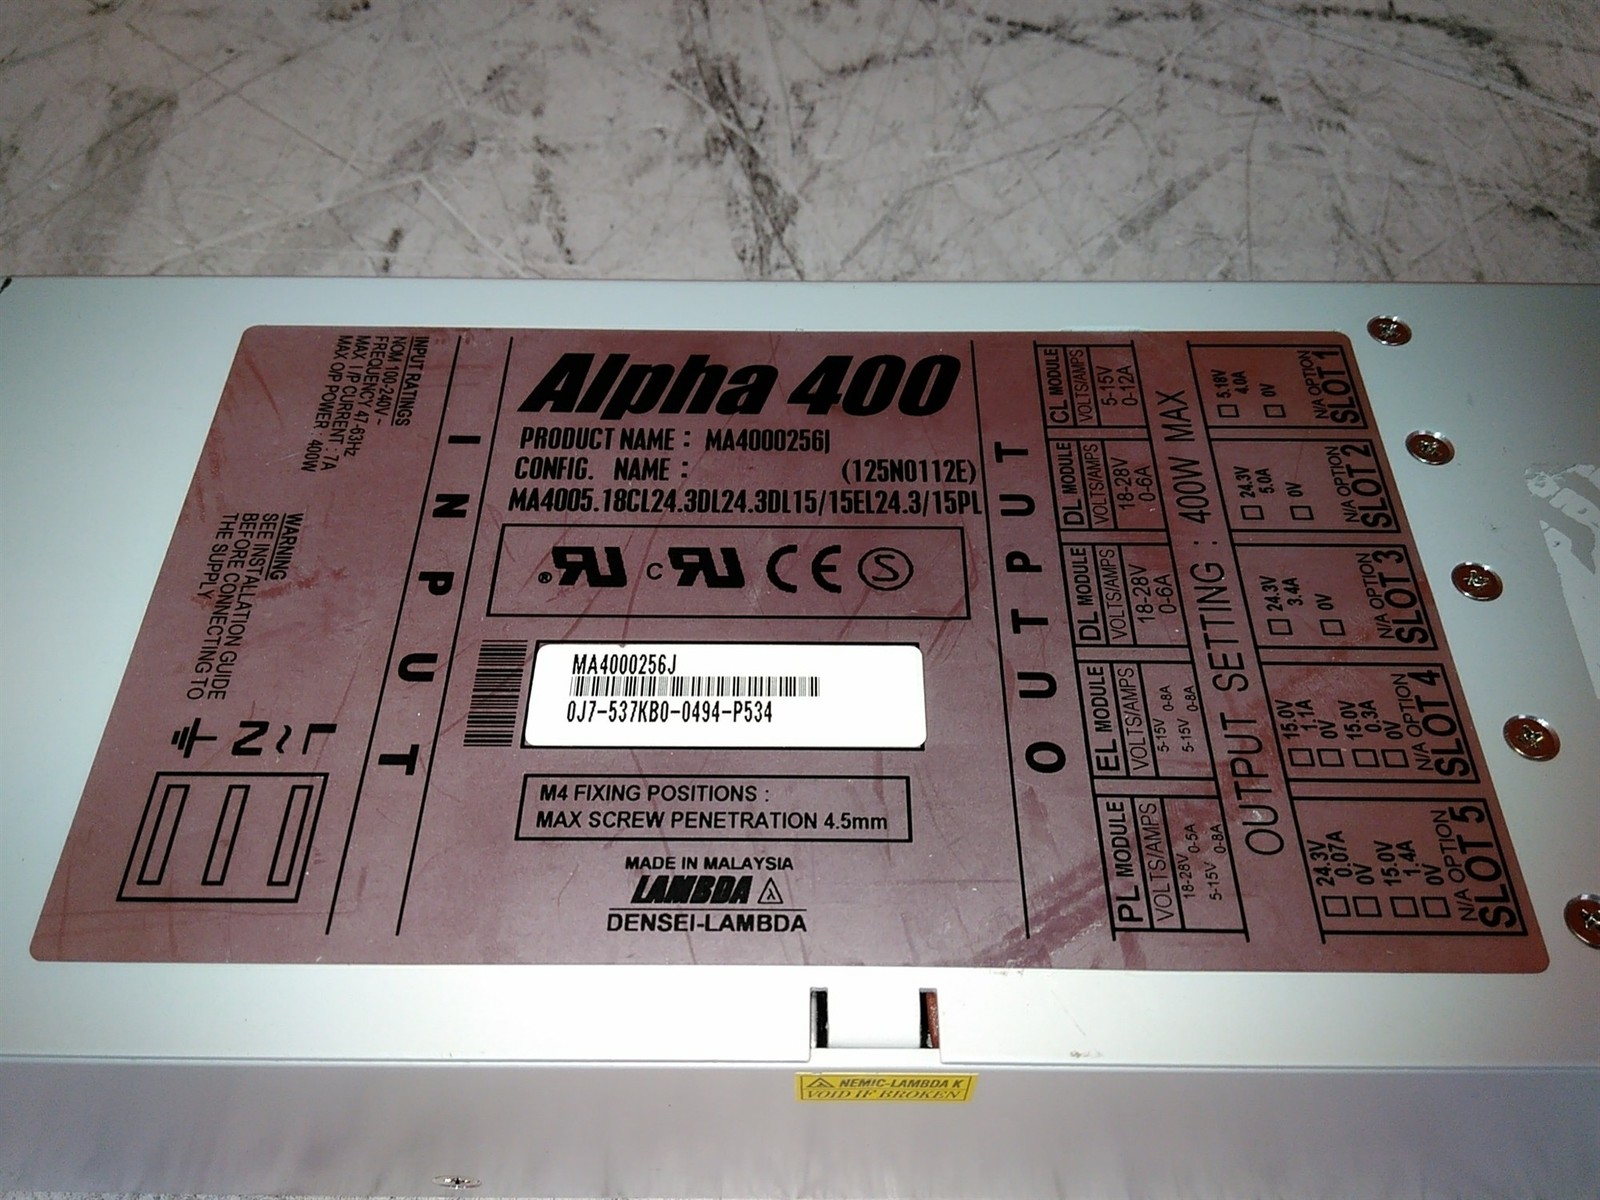 INPUT RATINGS
NOM 100-240V ~
FREQUENCY 47-63Hz
MAX I/P CURRENT : 7A
MAX O/P POWER : 400W
WARNING
SEE INSTALLATION GUIDE
BEFORE CONNECTING TO
THE SUPPLY
L
~
N
INPUT
Alpha 400
PRODUCT NAME : MA4000256J
CONFIG. NAME : (125N0112E)
MA4005.18CL24.3DL24.3DL15/15EL24.3/15PL
® RU C RU CE S
MA4000256J
0J7-537KB0-0494-P534
M4 FIXING POSITIONS :
MAX SCREW PENETRATION 4.5mm
MADE IN MALAYSIA
LAMBDA
DENSEI-LAMBDA
OUTPUT
PL MODULE
VOLTS/AMPS
18-28V 0-5A
5-15V 0-8A
EL MODULE
VOLTS/AMPS
5-15V 0-8A
5-15V 0-8A
DL MODULE
VOLTS/AMPS
18-28V
0-6A
DL MODULE
VOLTS/AMPS
18-28V
0-6A
CL MODULE
VOLTS/AMPS
5-15V
0-12A
OUTPUT SETTING : 400W MAX
24.3V
0.07A
0V
15.0V
1.4A
0V
N/A OPTION
SLOT 5
15.0V
1.1A
0V
15.0V
0.3A
0V
N/A OPTION
SLOT 4
24.3V
3.4A
0V
N/A OPTION
SLOT 3
24.3V
5.0A
0V
N/A OPTION
SLOT 2
5.18V
4.0A
0V
N/A OPTION
SLOT 1
NEMIC-LAMBDA K
VOID IF BROKEN